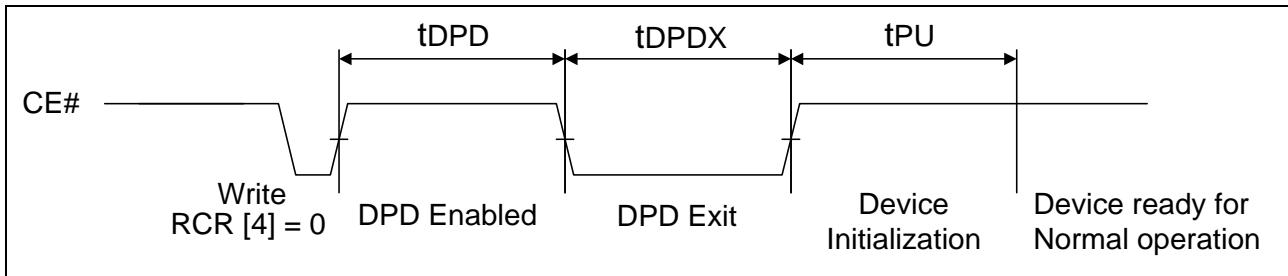 tDPD
tDPDX
tPU
CE#
Write
RCR [4] = 0
DPD Enabled
DPD Exit
Device
Initialization
Device ready for
Normal operation